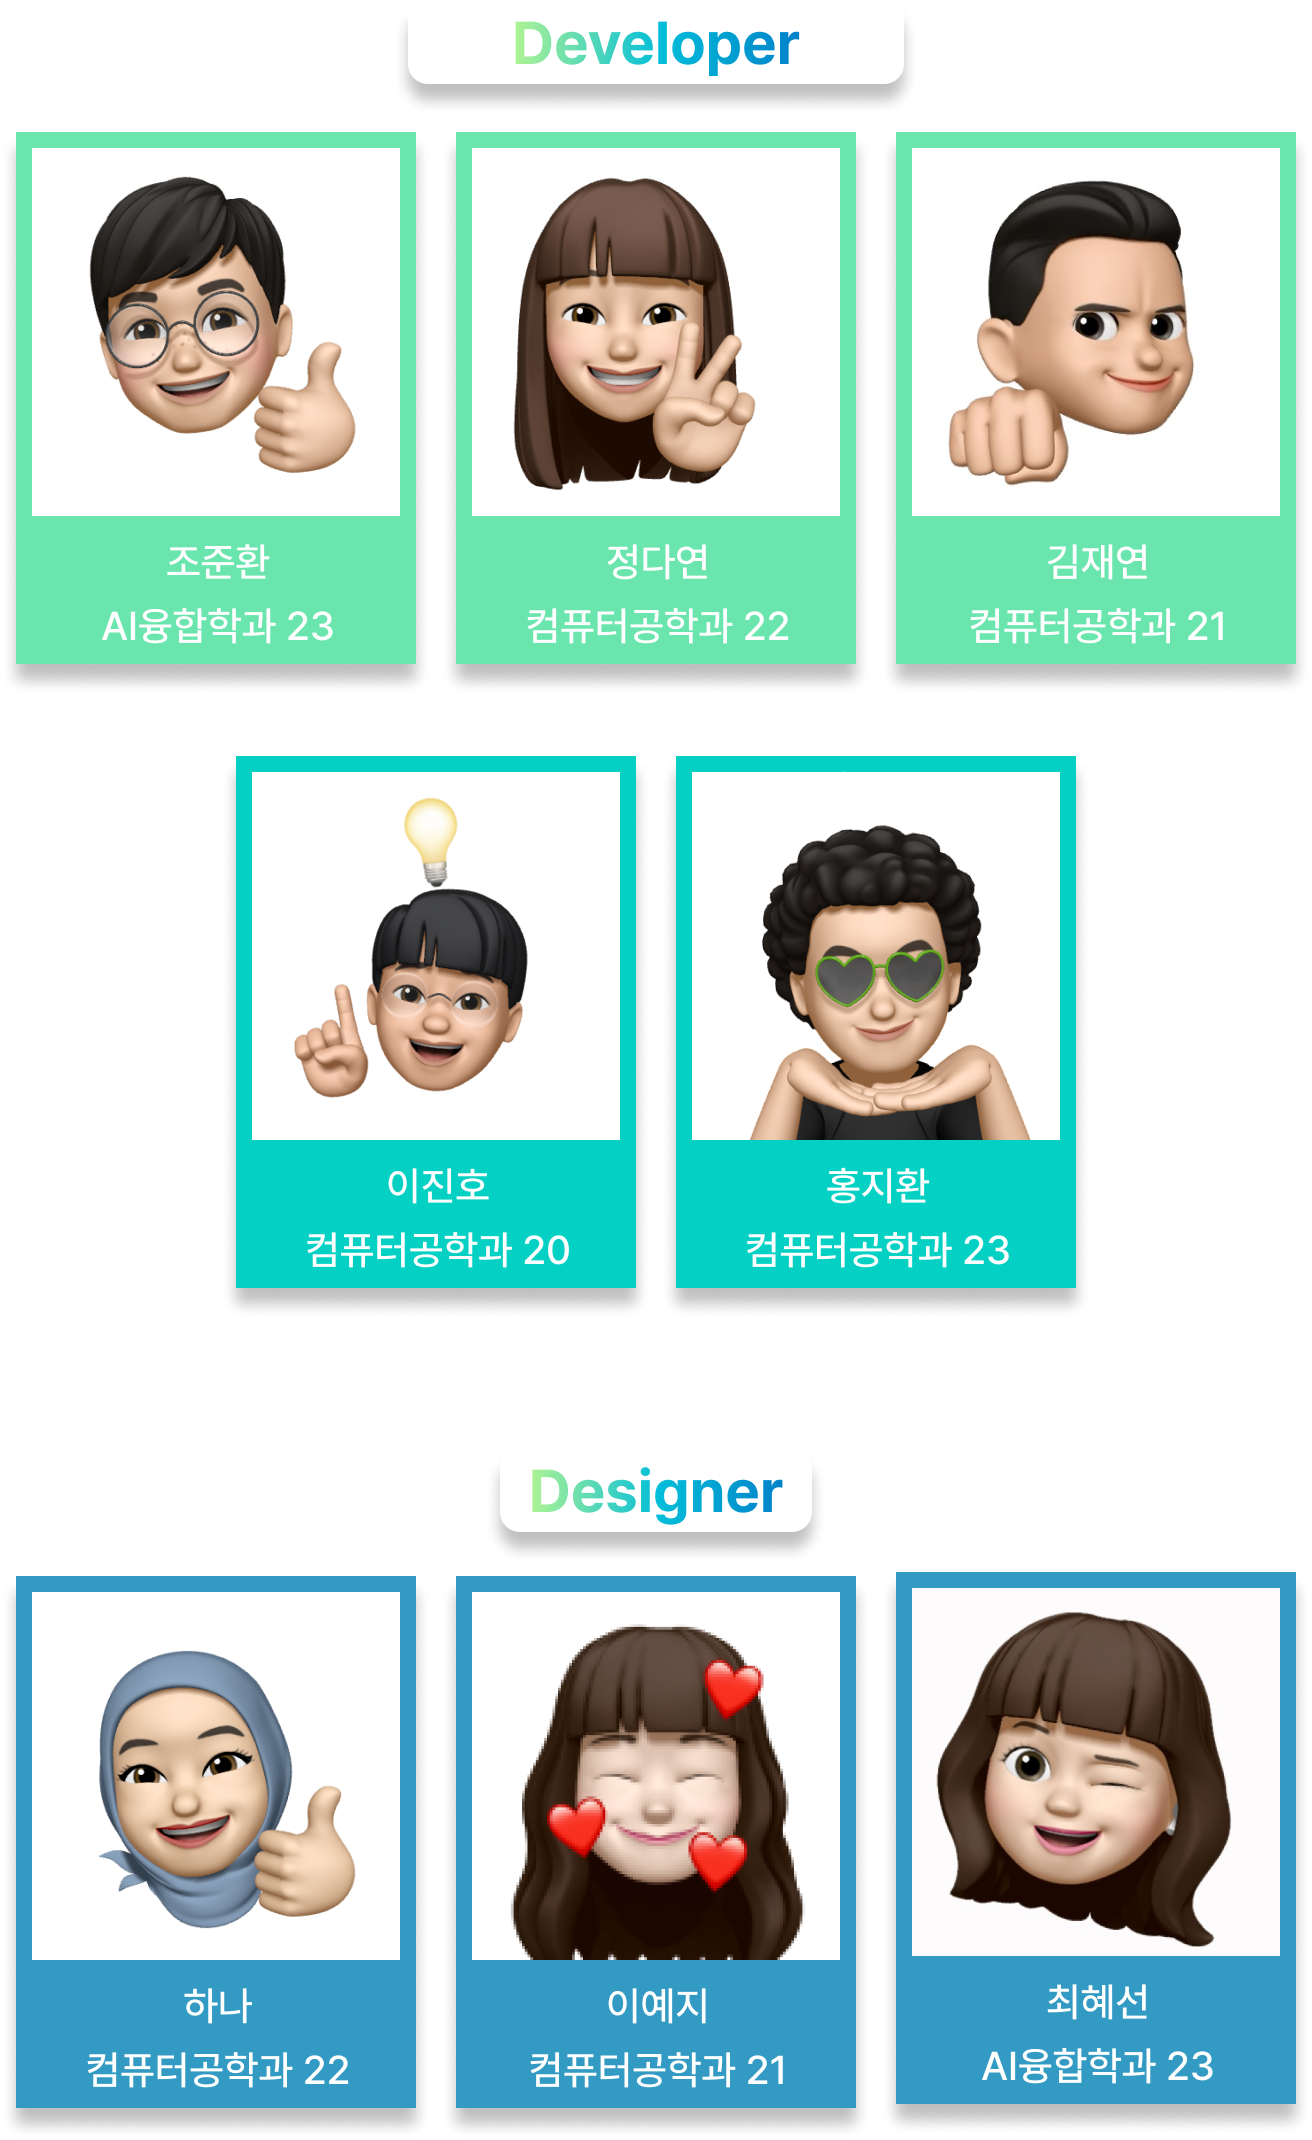 Developer
조준환
AI융합학과 23
정다연
컴퓨터공학과 22
김재연
컴퓨터공학과 21
이진호
컴퓨터공학과 20
홍지환
컴퓨터공학과 23
Designer
하나
컴퓨터공학과 22
이예지
컴퓨터공학과 21
최혜선
AI융합학과 23